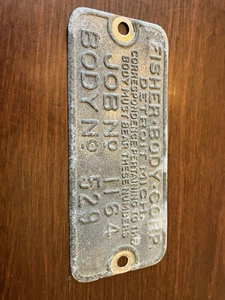 FISHER BODY CORP.
DETROIT MICH.
CORRESPONDENCE PERTAINING TO THIS
BODY MUST BEAR THESE NUMBERS
JOB No 1164
BODY No 529